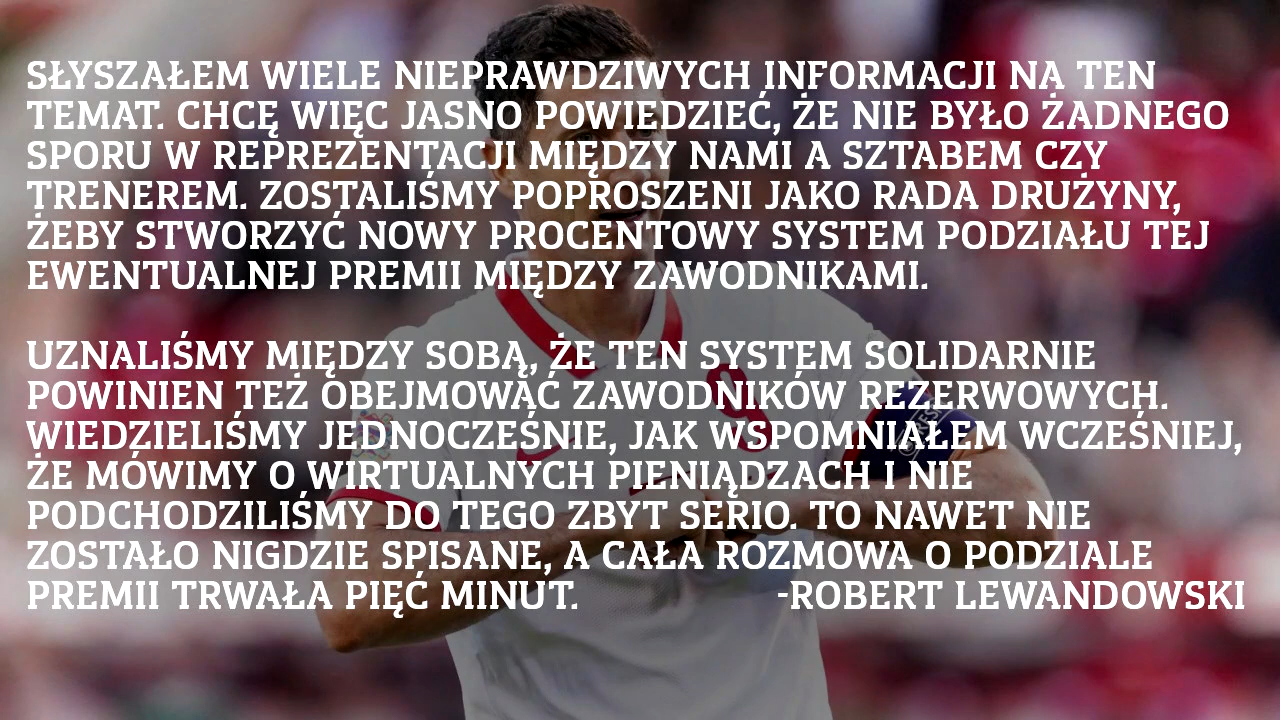 SŁYSZAŁEM WIELE NIEPRAWDZIWYCH INFORMACJI NA TEN
TEMAT. CHCĘ WIĘC JASNO POWIEDZIEĆ, ŻE NIE BYŁO ŻADNEGO
SPORU W REPREZENTACJI MIĘDZY NAMI A SZTABEM CZY
TRENEREM. ZOSTALIŚMY POPROSZENI JAKO RADA DRUŻYNY,
ŻEBY STWORZYĆ NOWY PROCENTOWY SYSTEM PODZIAŁU TEJ
EWENTUALNEJ PREMII MIĘDZY ZAWODNIKAMI.
UZNALIŚMY MIĘDZY SOBĄ, ŻE TEN SYSTEM SOLIDARNIE
POWINIEN TEŻ OBEJMOWAĆ ZAWODNIKÓW REZERWOWYCH.
WIEDZIELIŚMY JEDNOCZEŚNIE, JAK WSPOMNIAŁEM WCZEŚNIEJ,
ŻE MÓWIMY O WIRTUALNYCH PIENIĄDZACH I NIE
PODCHODZILIŚMY DO TEGO ZBYT SERIO. TO NAWET NIE
ZOSTAŁO NIGDZIE SPISANE, A CAŁA ROZMOWA O PODZIALE
PREMII TRWAŁA PIĘĆ MINUT. -ROBERT LEWANDOWSKI
9